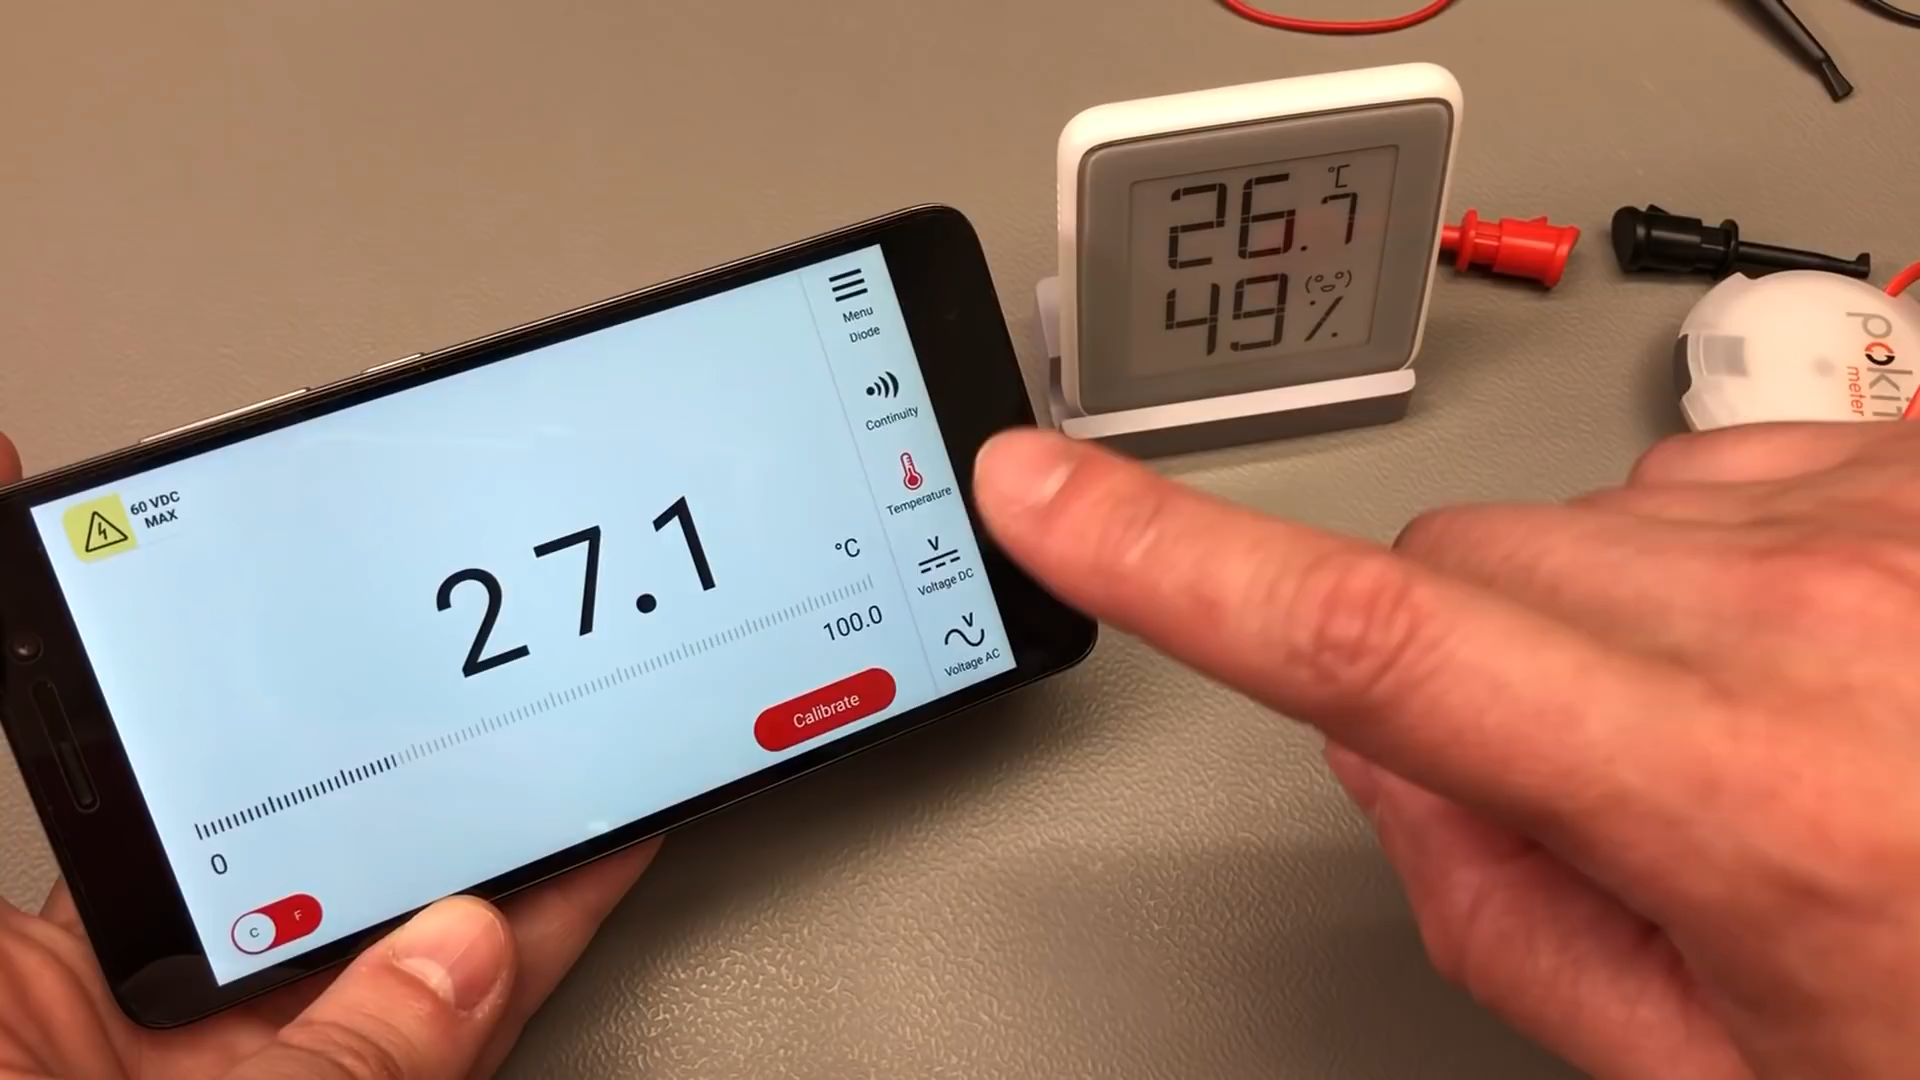 60 VDC
MAX
27.1
°C
0
100.0
Calibrate
C F
Menu
Diode
Continuity
Temperature
V
Voltage DC
V
Voltage AC
°C
26.7
49%
pokit
meter